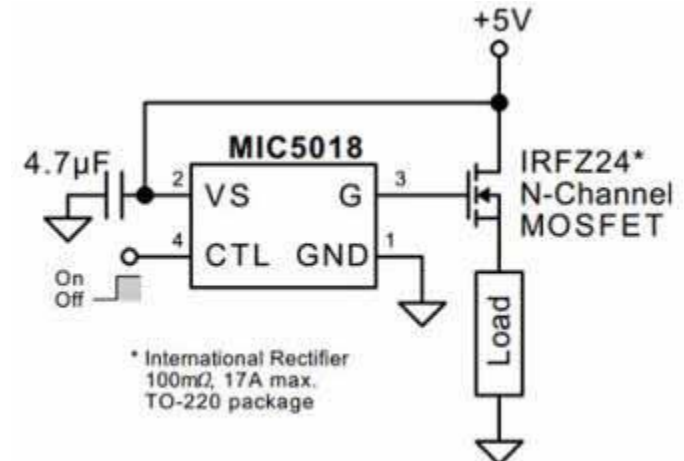 +5V
MIC5018
4.7μF
2
VS
G
3
IRFZ24*
N-Channel
MOSFET
4
CTL
GND
1
On
Off
Load
* International Rectifier
100mΩ, 17A max.
TO-220 package